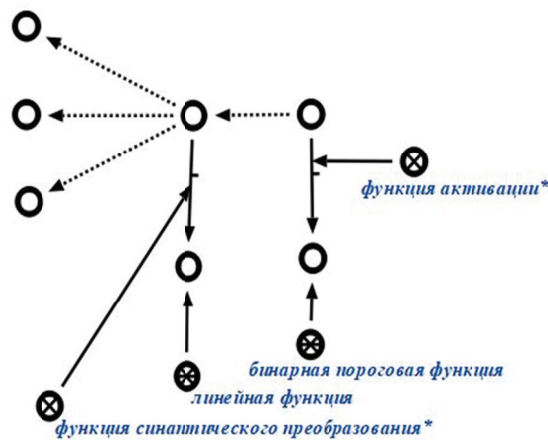 функция активации*
бинарная пороговая функция
линейная функция
функция синаптического преобразования*